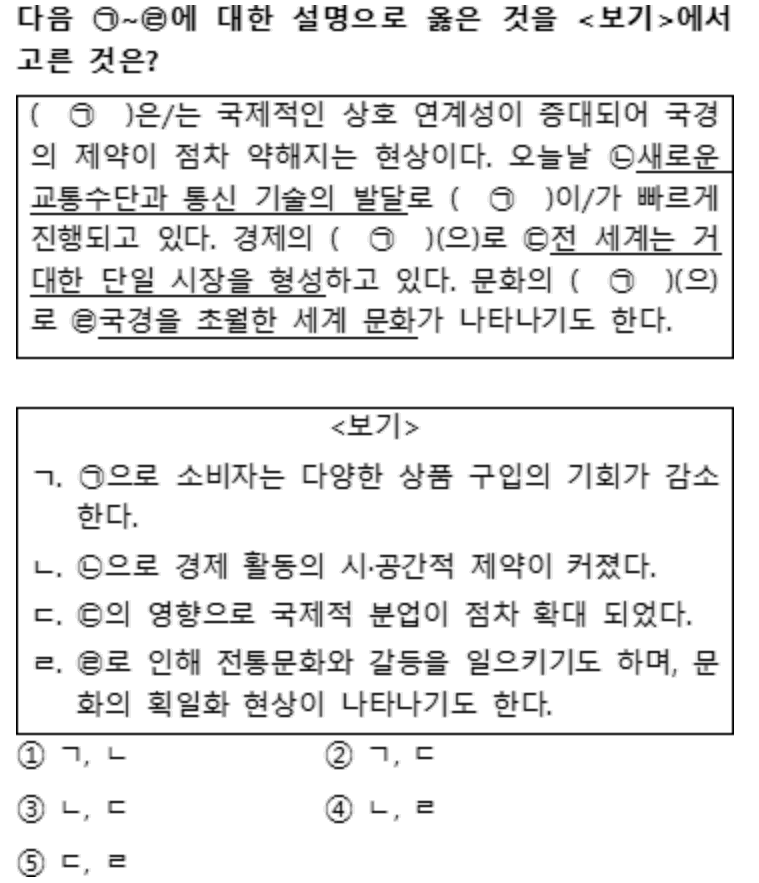 다음 ㉠~㉣에 대한 설명으로 옳은 것을 <보기>에서
고른 것은?
( ㉠ )은/는 국제적인 상호 연계성이 증대되어 국경
의 제약이 점차 약해지는 현상이다. 오늘날 ㉡새로운
교통수단과 통신 기술의 발달로 ( ㉠ )이/가 빠르게
진행되고 있다. 경제의 ( ㉠ )(으)로 ㉢전 세계는 거
대한 단일 시장을 형성하고 있다. 문화의 ( ㉠ )(으)
로 ㉣국경을 초월한 세계 문화가 나타나기도 한다.
<보기>
ㄱ. ㉠으로 소비자는 다양한 상품 구입의 기회가 감소
한다.
ㄴ. ㉡으로 경제 활동의 시·공간적 제약이 커졌다.
ㄷ. ㉢의 영향으로 국제적 분업이 점차 확대 되었다.
ㄹ. ㉣로 인해 전통문화와 갈등을 일으키기도 하며, 문
화의 획일화 현상이 나타나기도 한다.
① ㄱ, ㄴ ② ㄱ, ㄷ
③ ㄴ, ㄷ ④ ㄴ, ㄹ
⑤ ㄷ, ㄹ